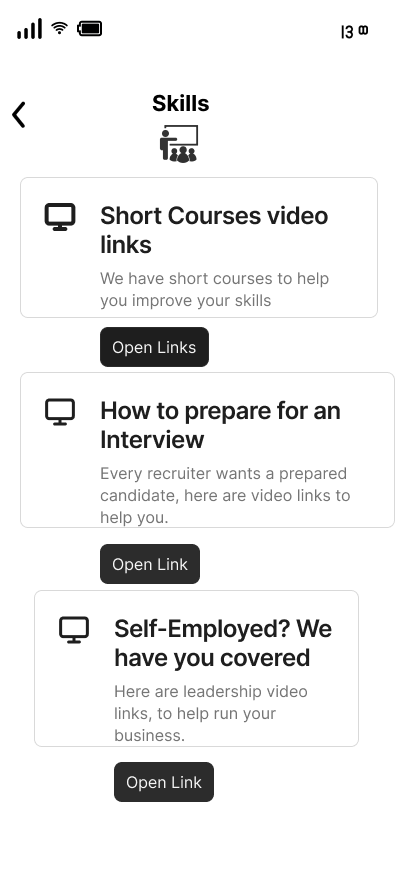 Skills
Short Courses video
links
We have short courses to help
you improve your skills
Open Links
How to prepare for an
Interview
Every recruiter wants a prepared
candidate, here are video links to
help you.
Open Link
Self-Employed? We
have you covered
Here are leadership video
links, to help run your
business.
Open Link